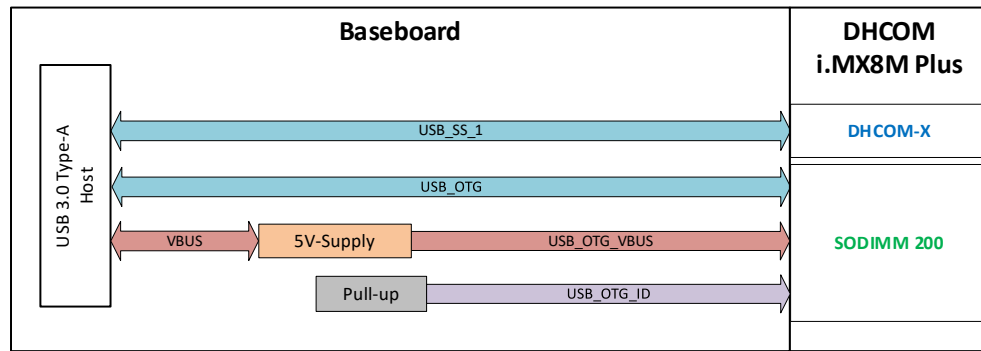 Baseboard
DHCOM
i.MX8M Plus
USB 3.0 Type-A
Host
USB_SS_1
DHCOM-X
USB_OTG
VBUS
5V-Supply
USB_OTG_VBUS
SODIMM 200
Pull-up
USB_OTG_ID